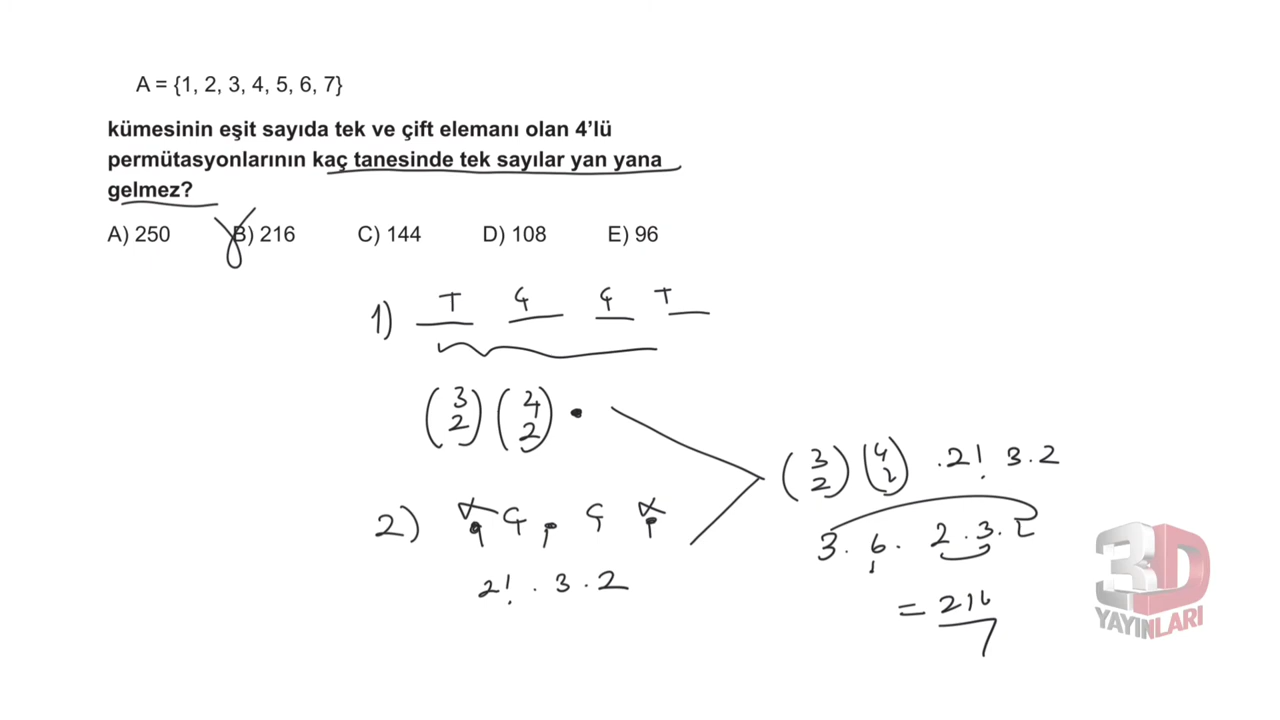 A = {1, 2, 3, 4, 5, 6, 7}
kümesinin eşit sayıda tek ve çift elemanı olan 4'lü
permütasyonlarının kaç tanesinde tek sayılar yan yana
gelmez?
A) 250 B) 216 C) 144 D) 108 E) 96
1) T Ç Ç T
(3 2) (4 2) ·
(3 2) (4 2) . 2! 3 . 2
2) Ç Ç
3 . 6 . 2 . 3 . 2
2! . 3 . 2
= 216
3D
YAYINLARI